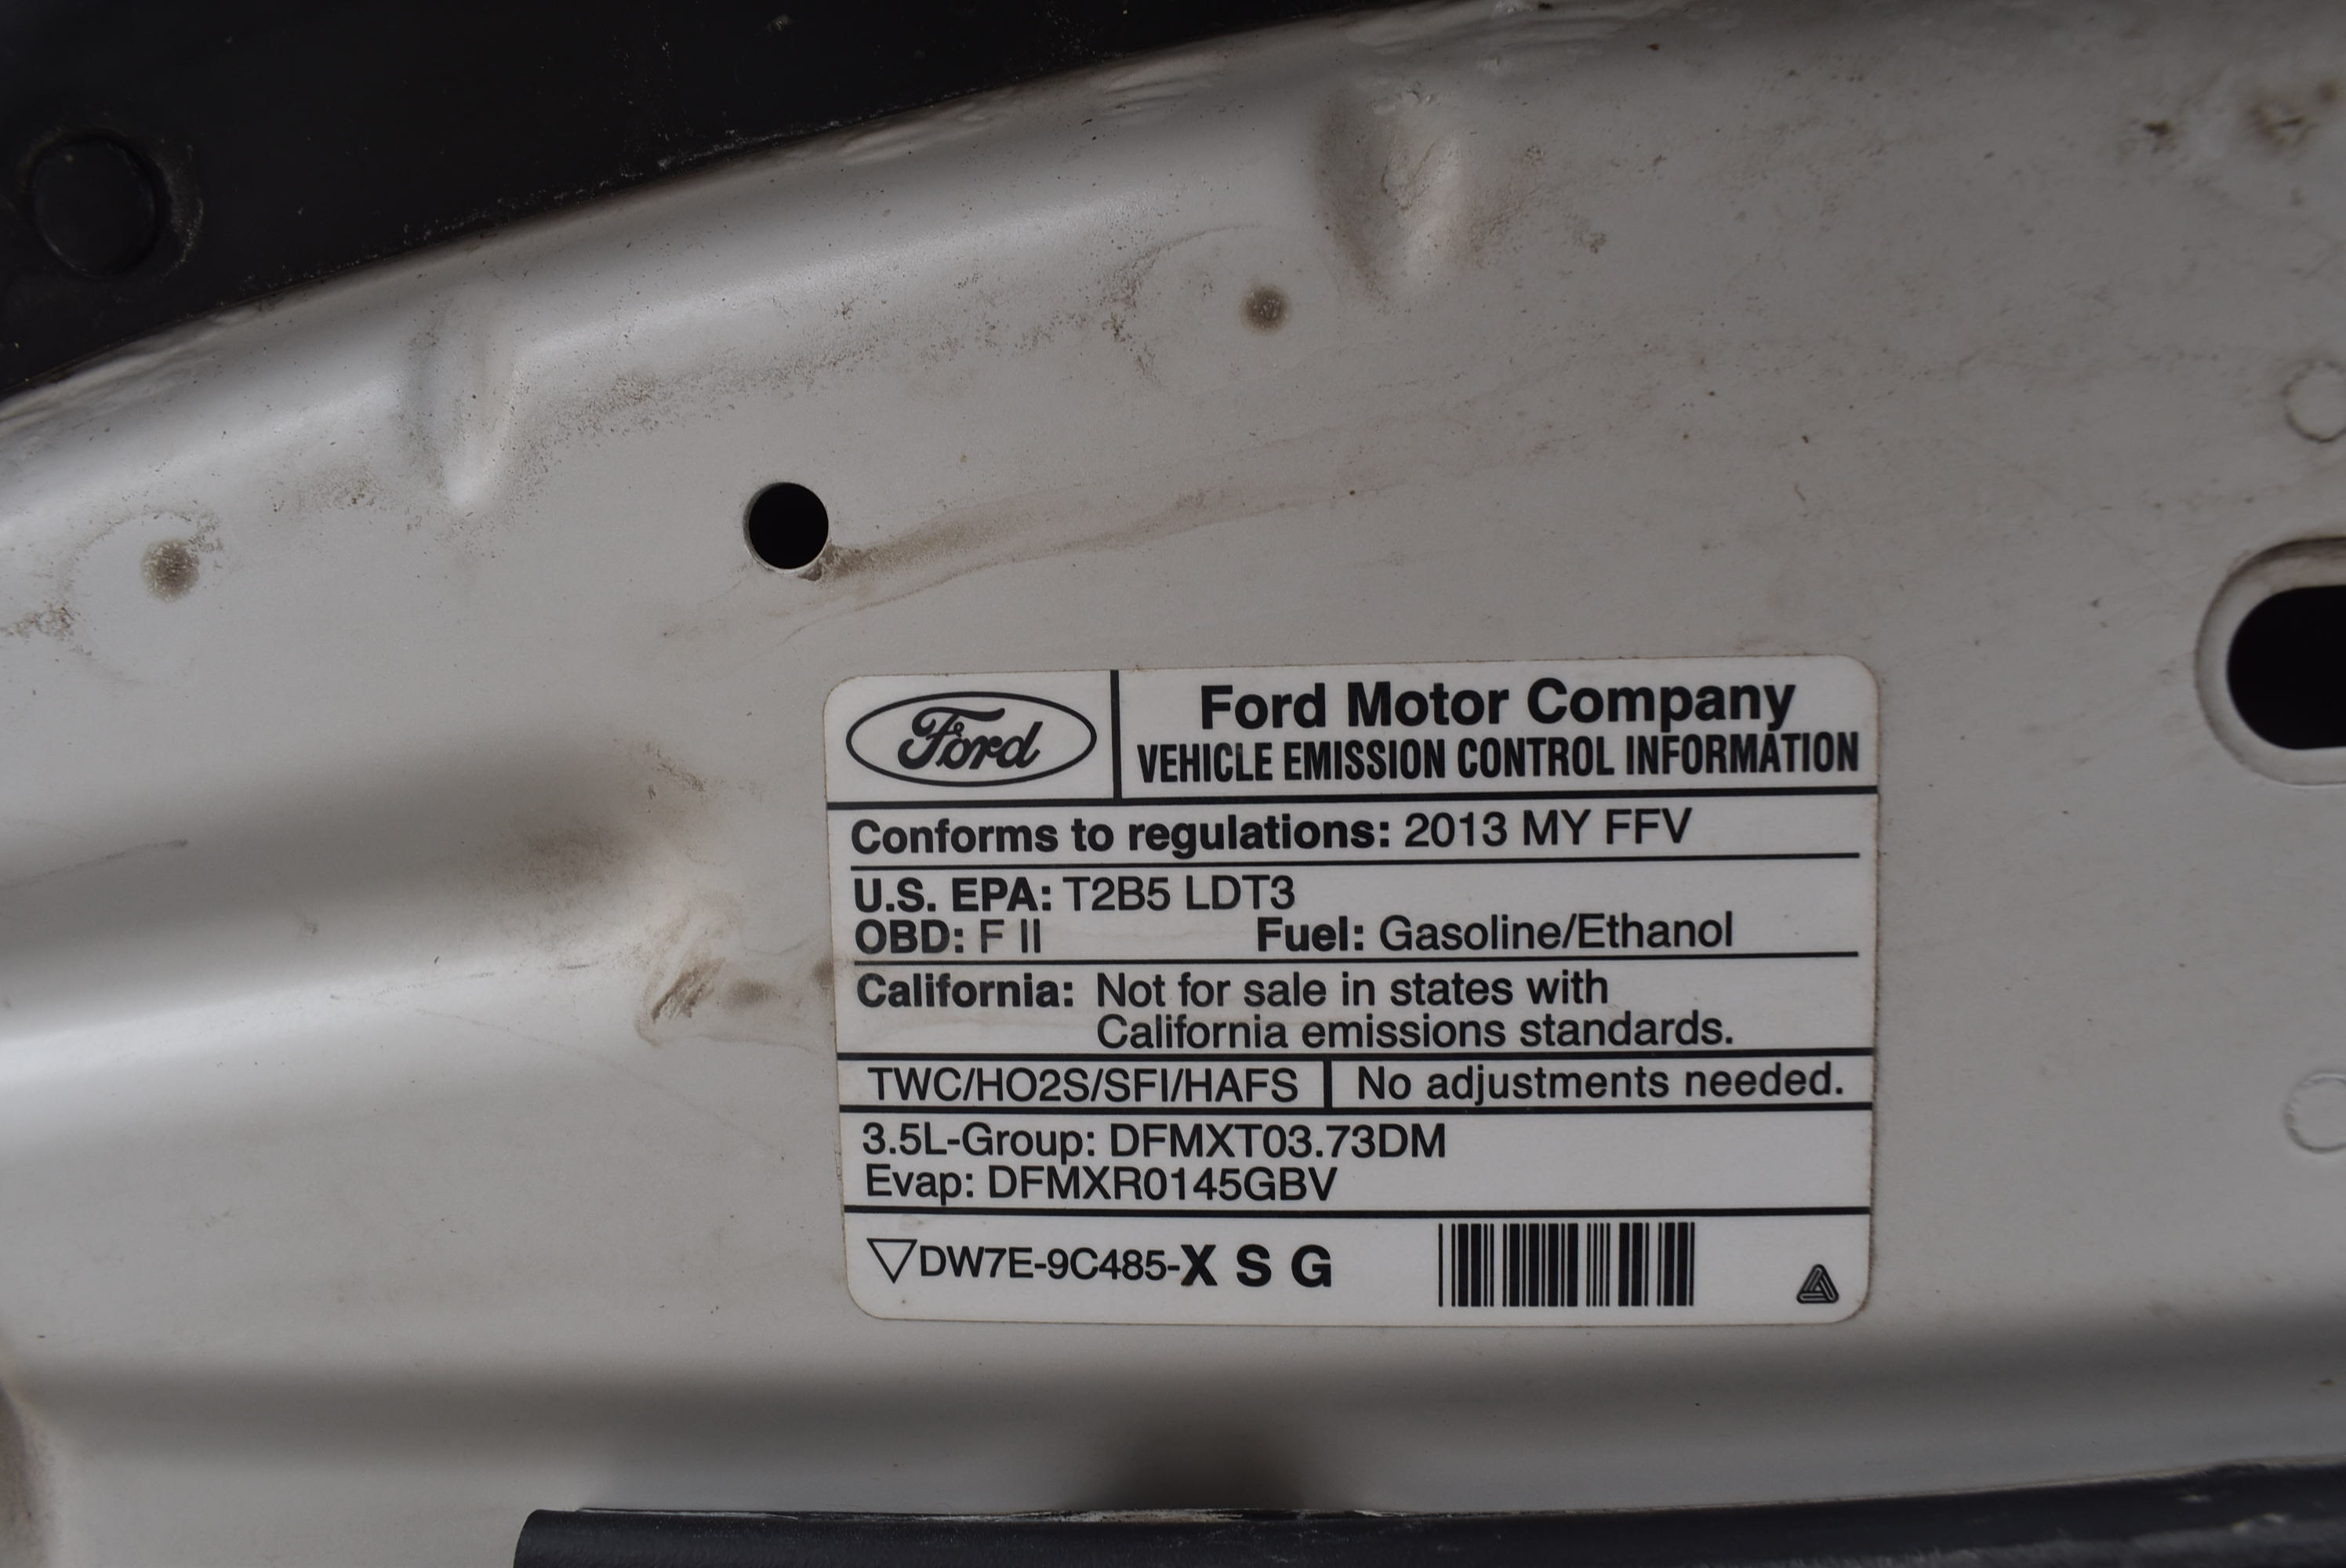 Ford
Ford Motor Company
VEHICLE EMISSION CONTROL INFORMATION
Conforms to regulations: 2013 MY FFV
U.S. EPA: T2B5 LDT3
OBD: F II Fuel: Gasoline/Ethanol
California: Not for sale in states with
California emissions standards.
TWC/HO2S/SFI/HAFS No adjustments needed.
3.5L-Group: DFMXT03.73DM
Evap: DFMXR0145GBV
DW7E-9C485-X S G